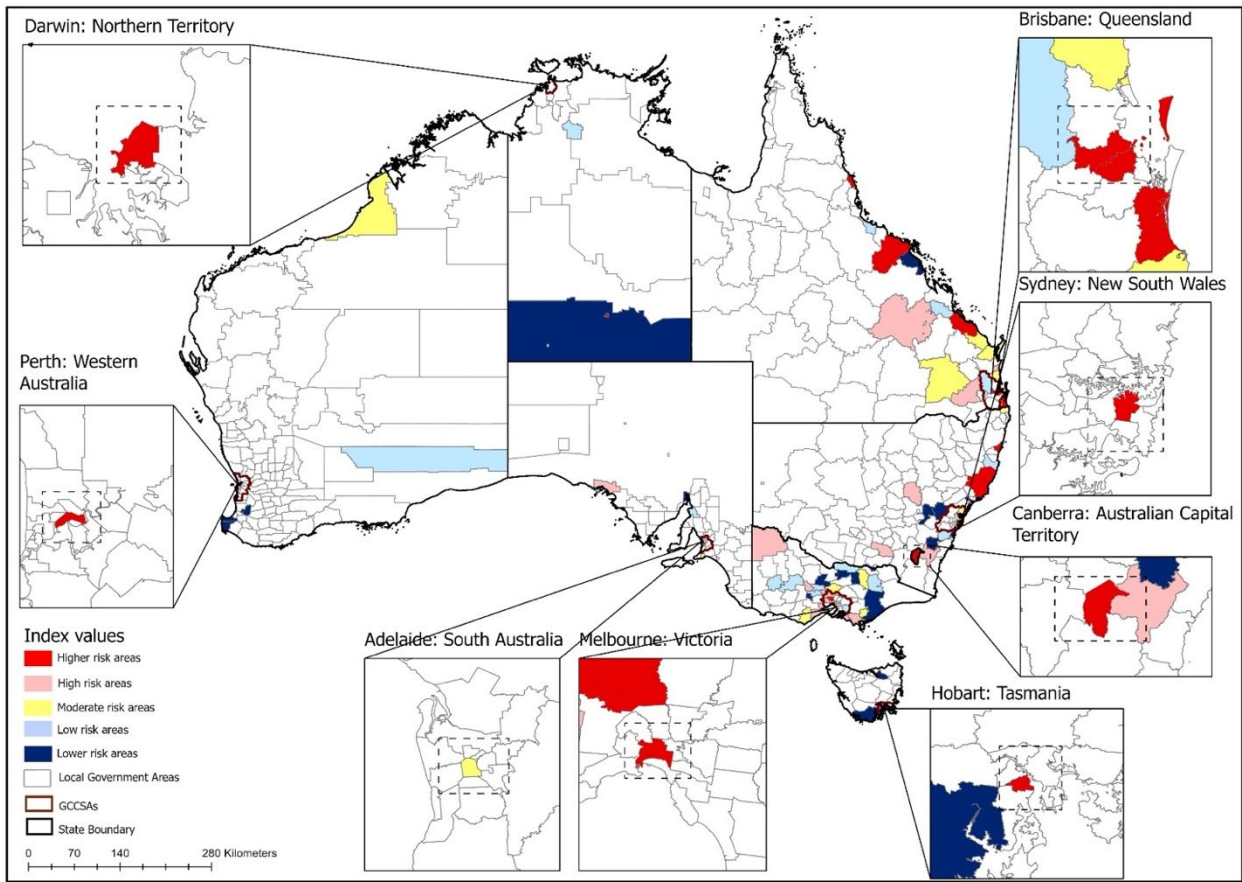 Darwin: Northern Territory
Brisbane: Queensland
Sydney: New South Wales
Perth: Western
Australia
Canberra: Australian Capital
Territory
Adelaide: South Australia
Melbourne: Victoria
Hobart: Tasmania
Index values
Higher risk areas
High risk areas
Moderate risk areas
Low risk areas
Lower risk areas
Local Government Areas
GCCSAs
State Boundary
0 70 140 280 Kilometers